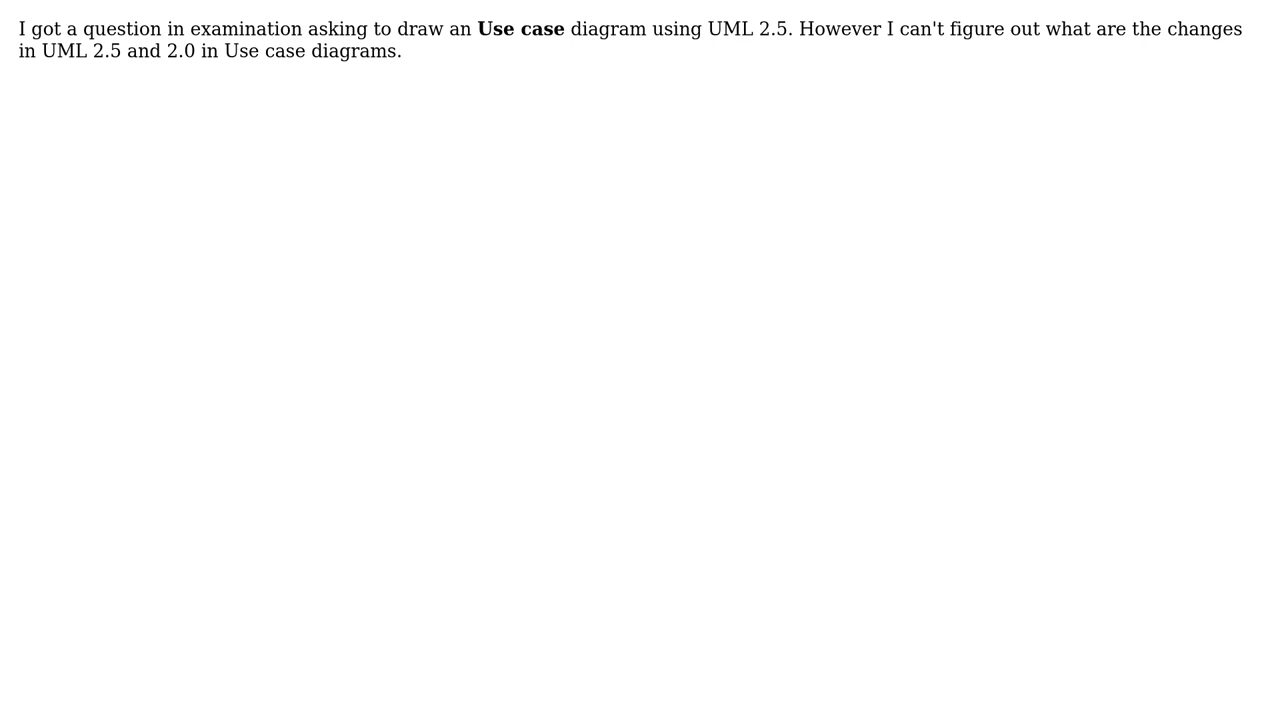 I got a question in examination asking to draw an Use case diagram using UML 2.5. However I can't figure out what are the changes
in UML 2.5 and 2.0 in Use case diagrams.